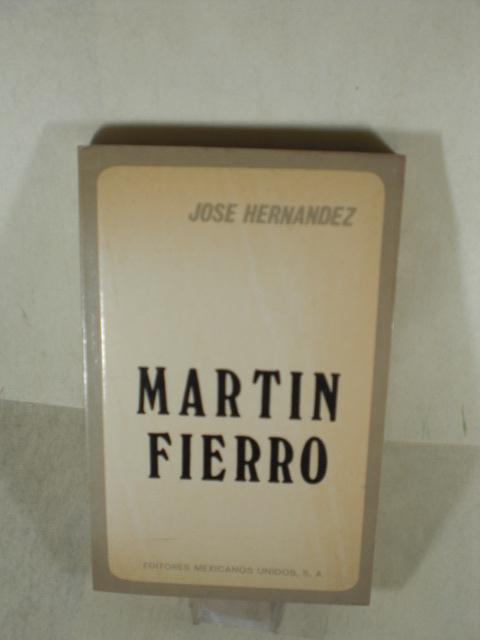 JOSE HERNANDEZ
MARTIN
FIERRO
EDITORES MEXICANOS UNIDOS, S. A.